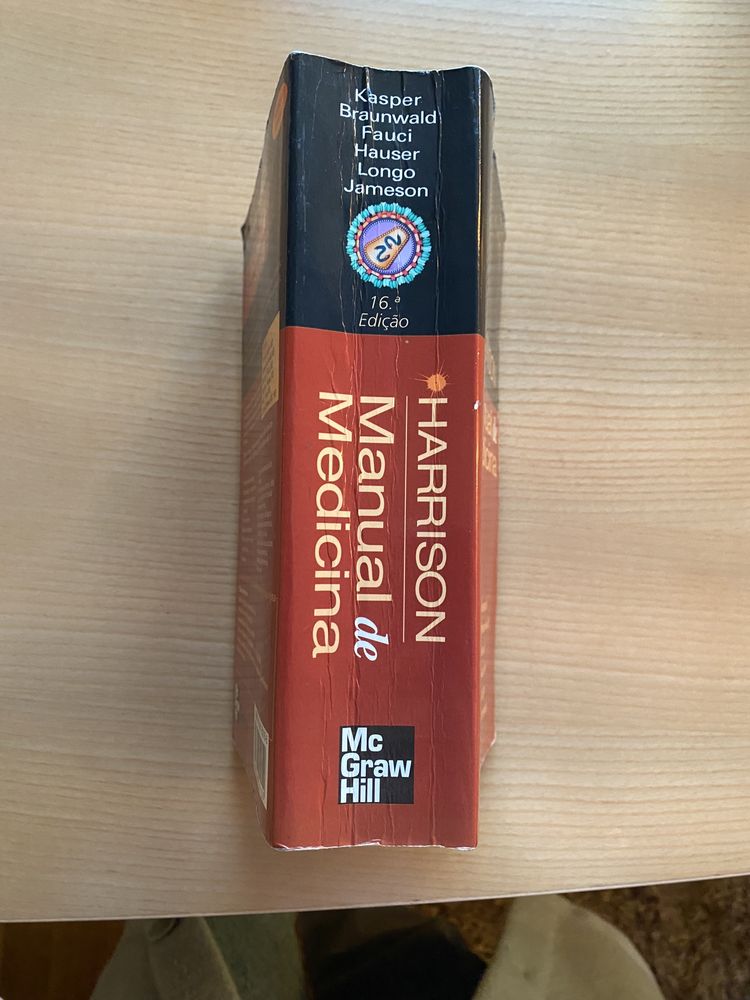 Kasper
Braunwald
Fauci
Hauser
Longo
Jameson
16.ª
Edição
HARRISON
Manual de
Medicina
Mc
Graw
Hill